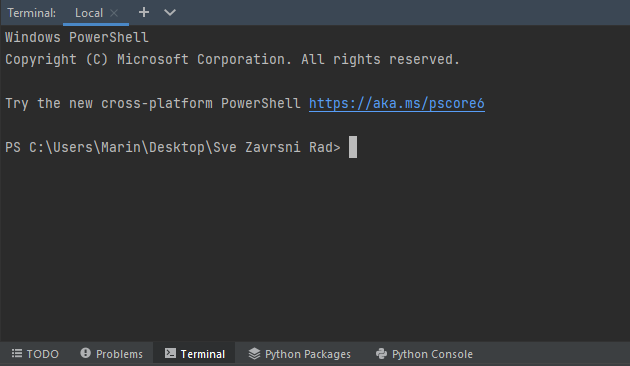 Terminal: Local
Windows PowerShell
Copyright (C) Microsoft Corporation. All rights reserved.
Try the new cross-platform PowerShell https://aka.ms/pscore6
PS C:\Users\Marin\Desktop\Sve Zavrsni Rad>
TODO Problems Terminal Python Packages Python Console